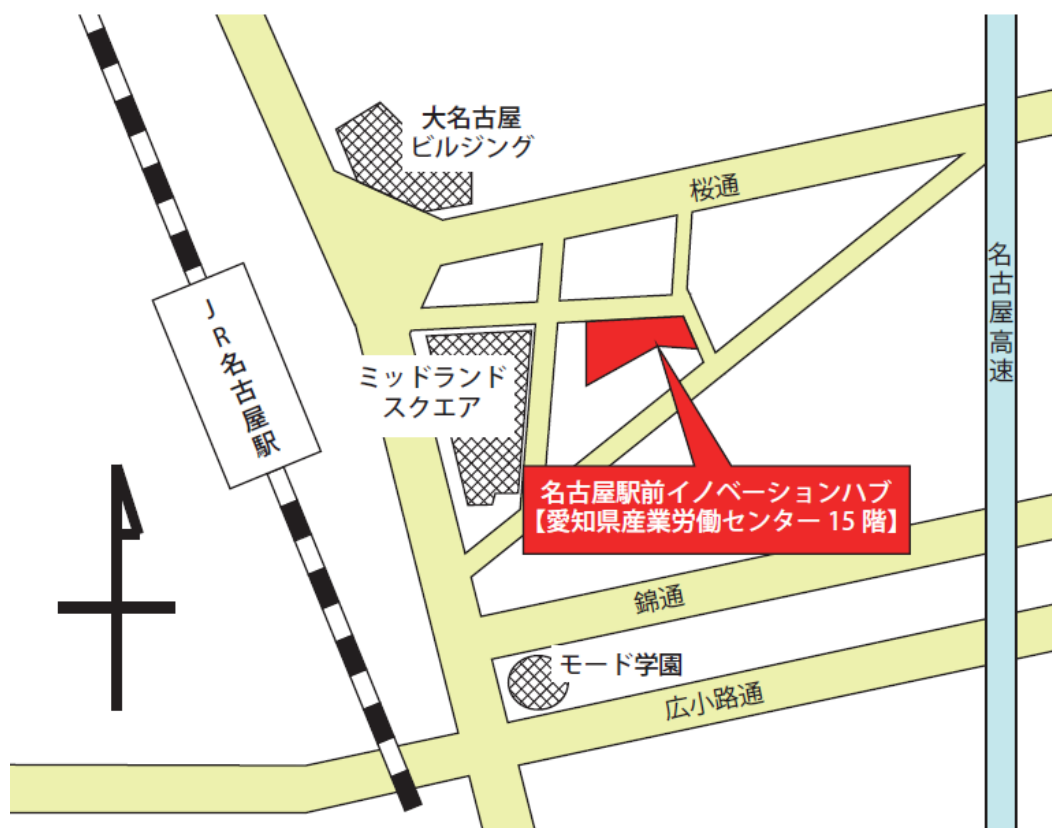 大名古屋
ビルジング
桜通
名古屋高速
JR名古屋駅
ミッドランド
スクエア
名古屋駅前イノベーションハブ
【愛知県産業労働センター 15 階】
錦通
モード学園
広小路通